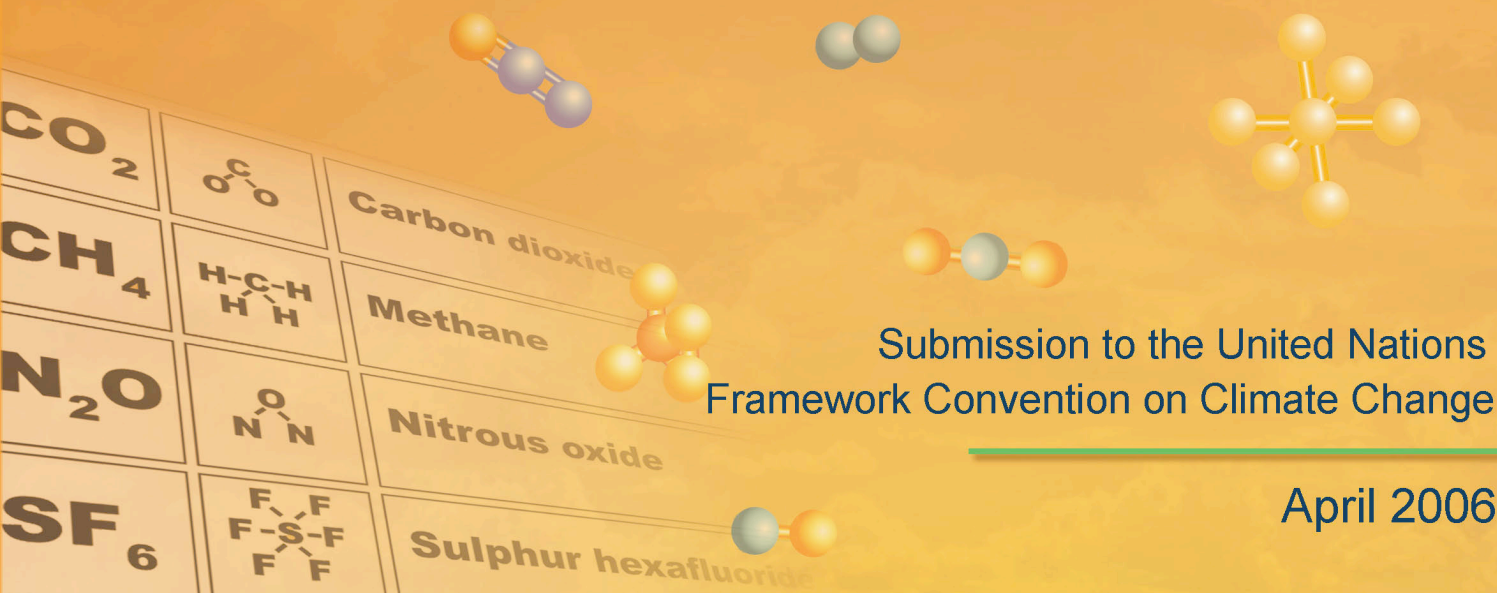 CO2
C
O O
Carbon dioxide
CH4
H-C-H
H H
Methane
N2O
O
N N
Nitrous oxide
SF6
F F
F-S-F
F F
Sulphur hexafluoride
Submission to the United Nations
Framework Convention on Climate Change
April 2006